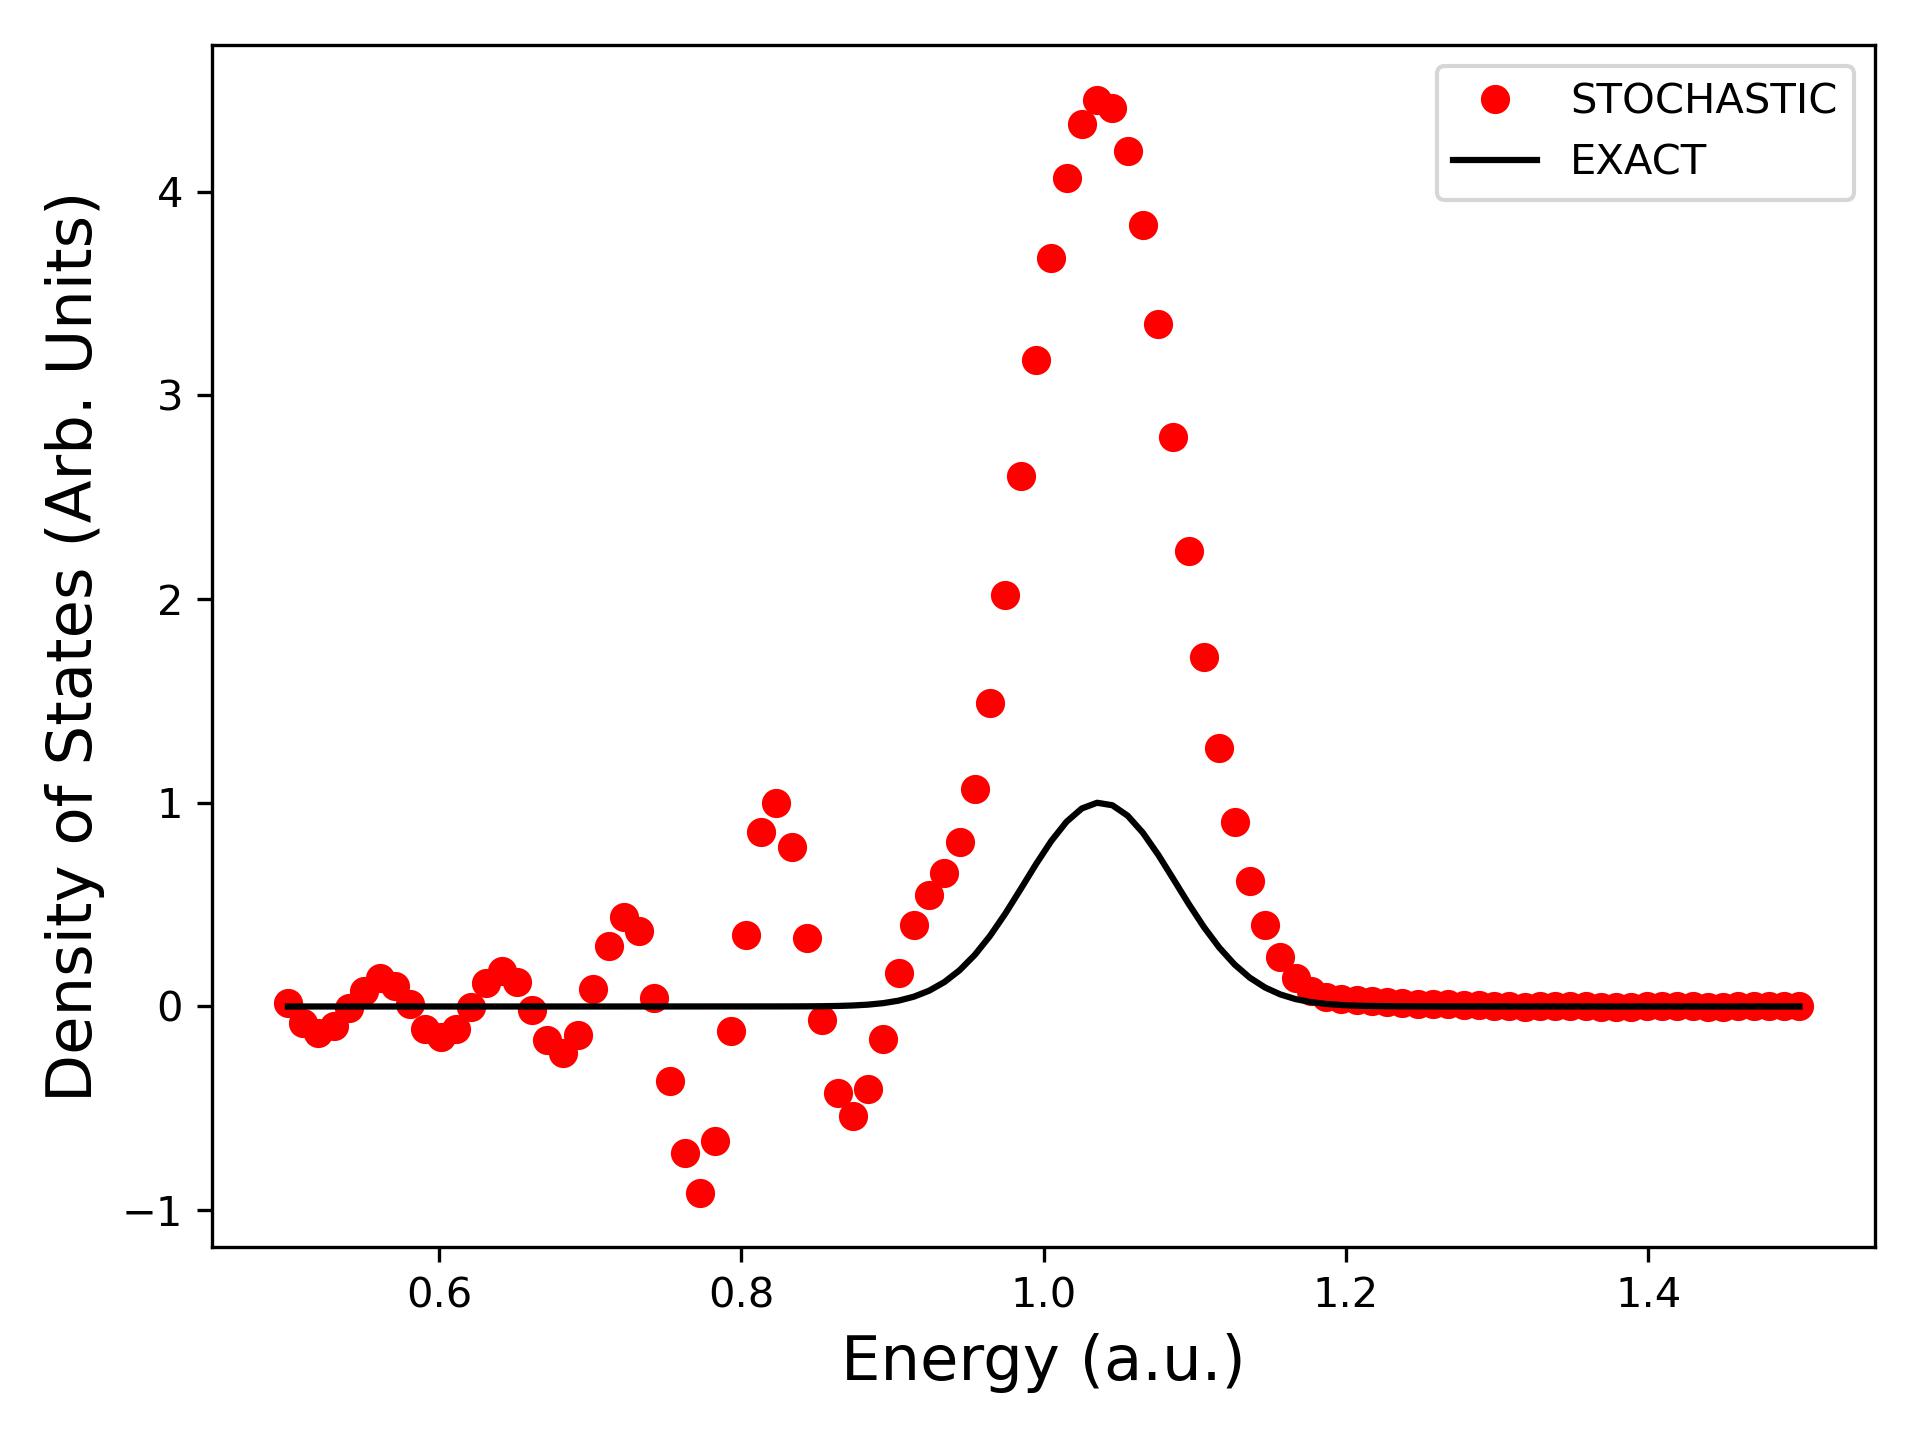 STOCHASTIC
EXACT
Density of States (Arb. Units)
4
3
2
1
0
−1
0.6 0.8 1.0 1.2 1.4
Energy (a.u.)